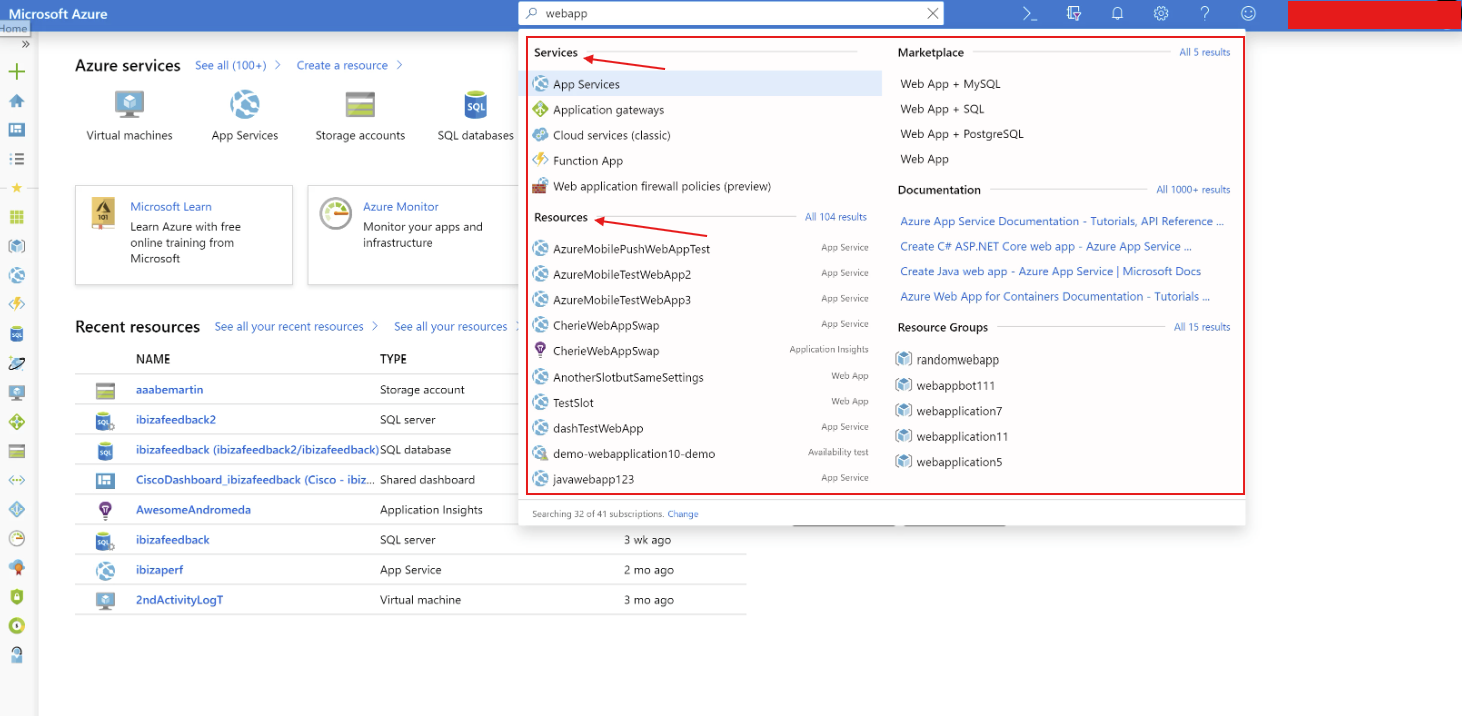 Microsoft Azure
webapp
Home
Azure services
See all (100+)
Create a resource
Virtual machines
App Services
Storage accounts
SQL
SQL databases
101
Microsoft Learn
Learn Azure with free
online training from
Microsoft
Azure Monitor
Monitor your apps and
infrastructure
Recent resources
See all your recent resources
See all your resources
NAME TYPE
aaabemartin Storage account
ibizafeedback2 SQL server
ibizafeedback (ibizafeedback2/ibizafeedback) SQL database
CiscoDashboard_ibizafeedback (Cisco - ibiz... Shared dashboard
AwesomeAndromeda Application Insights
ibizafeedback SQL server 3 wk ago
ibizaperf App Service 2 mo ago
2ndActivityLogT Virtual machine 3 mo ago
Services
App Services
Application gateways
Cloud services (classic)
Function App
Web application firewall policies (preview)
Resources All 104 results
AzureMobilePushWebAppTest App Service
AzureMobileTestWebApp2 App Service
AzureMobileTestWebApp3 App Service
CherieWebAppSwap App Service
CherieWebAppSwap Application Insights
AnotherSlotbutSameSettings Web App
TestSlot Web App
dashTestWebApp App Service
demo-webapplication10-demo Availability test
javawebapp123 App Service
Searching 32 of 41 subscriptions. Change
Marketplace All 5 results
Web App + MySQL
Web App + SQL
Web App + PostgreSQL
Web App
Documentation All 1000+ results
Azure App Service Documentation - Tutorials, API Reference ...
Create C# ASP.NET Core web app - Azure App Service ...
Create Java web app - Azure App Service | Microsoft Docs
Azure Web App for Containers Documentation - Tutorials ...
Resource Groups All 15 results
randomwebapp
webappbot111
webapplication7
webapplication11
webapplication5